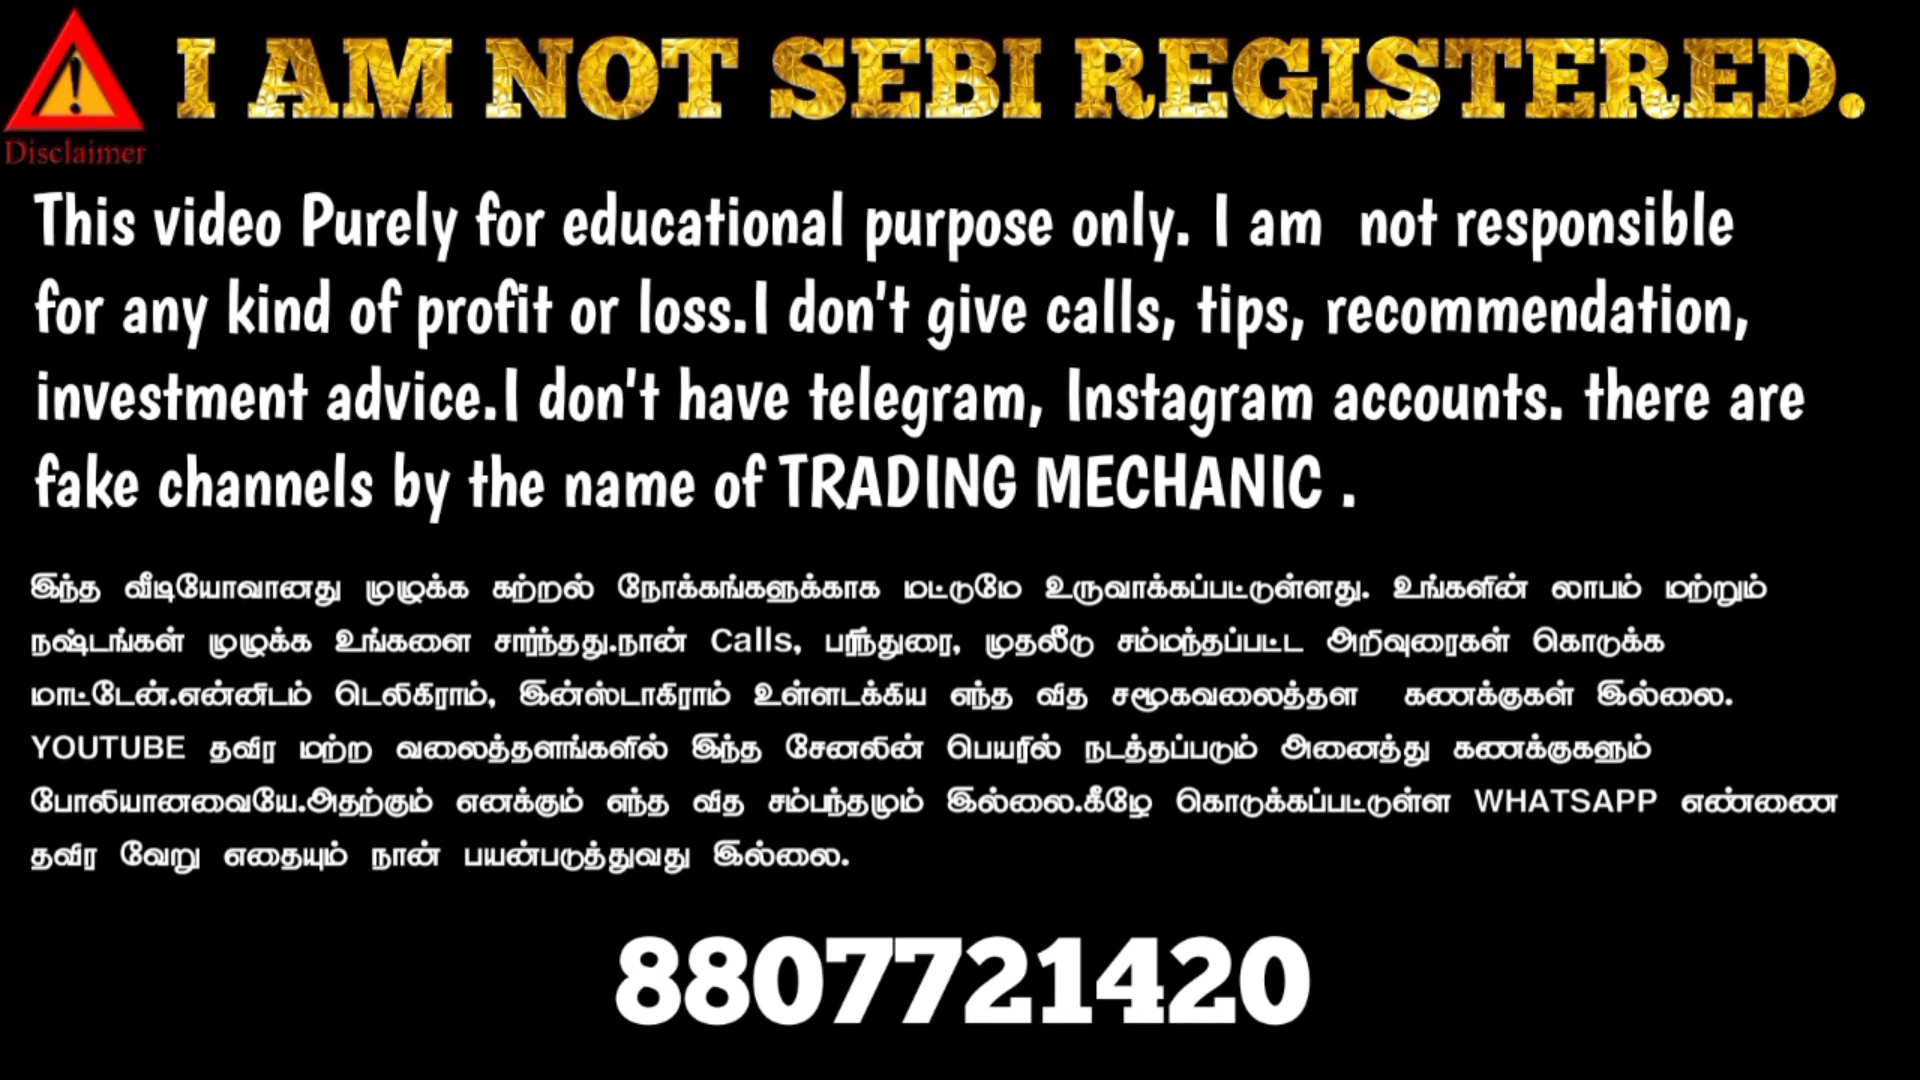 I AM NOT SEBI REGISTERED.
Disclaimer
This video Purely for educational purpose only. I am not responsible
for any kind of profit or loss.I don't give calls, tips, recommendation,
investment advice.I don't have telegram, Instagram accounts. there are
fake channels by the name of TRADING MECHANIC .
இந்த வீடியோவானது முழுக்க கற்றல் நோக்கங்களுக்காக மட்டுமே உருவாக்கப்பட்டுள்ளது. உங்களின் லாபம் மற்றும்
நஷ்டங்கள் முழுக்க உங்களை சார்ந்தது.நான் Calls, பரிந்துரை, முதலீடு சம்மந்தப்பட்ட அறிவுரைகள் கொடுக்க
மாட்டேன்.என்னிடம் டெலிகிராம், இன்ஸ்டாகிராம் உள்ளடக்கிய எந்த வித சமூகவலைத்தள கணக்குகள் இல்லை.
YOUTUBE தவிர மற்ற வலைத்தளங்களில் இந்த சேனலின் பெயரில் நடத்தப்படும் அனைத்து கணக்குகளும்
போலியானவையே.அதற்கும் எனக்கும் எந்த வித சம்பந்தமும் இல்லை.கீழே கொடுக்கப்பட்டுள்ள WHATSAPP எண்ணை
தவிர வேறு எதையும் நான் பயன்படுத்துவது இல்லை.
8807721420